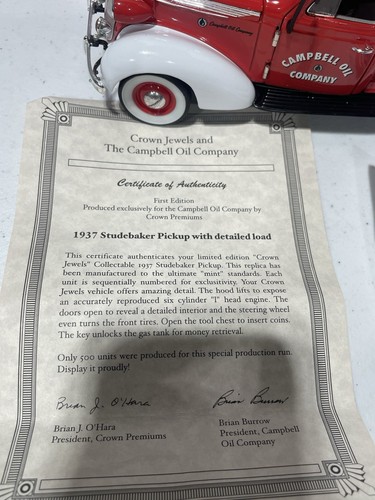 Campbell Oil Company
CAMPBELL OIL
COMPANY
Crown Jewels and
The Campbell Oil Company
Certificate of Authenticity
First Edition
Produced exclusively for the Campbell Oil Company by
Crown Premiums
1937 Studebaker Pickup with detailed load
This certificate authenticates your limited edition "Crown
Jewels" Collectable 1937 Studebaker Pickup. This replica has
been manufactured to the ultimate "mint" standards. Each
unit is sequentially numbered for exclusitivity. Your Crown
Jewels vehicle offers amazing detail. The hood lifts to expose
an accurately reproduced six cylinder "l" head engine. The
doors open to reveal a detailed interior and the steering wheel
even turns the front tires. Open the tool chest to insert coins.
The key unlocks the gas tank for money retrieval.
Only 500 units were produced for this special production run.
Display it proudly!
Brian J. O'Hara
Brian Burrow
Brian J. O'Hara
President, Crown Premiums
Brian Burrow
President, Campbell
Oil Company